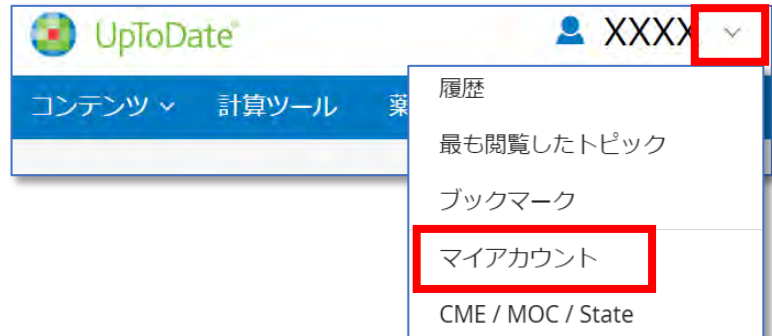 UpToDate®
XXXX
コンテンツ 計算ツール 薬
履歴
最も閲覧したトピック
ブックマーク
マイアカウント
CME / MOC / State